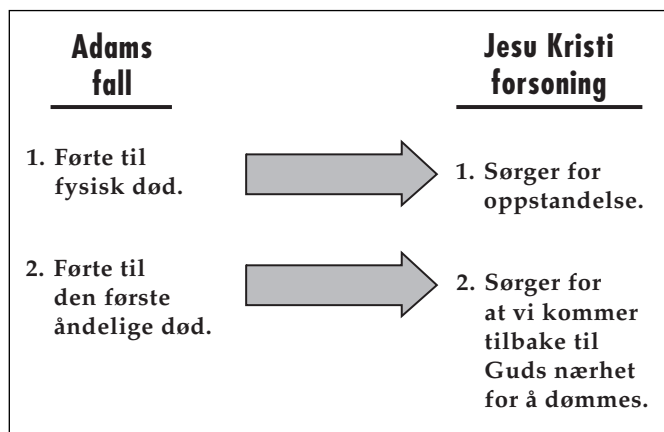 Adams
fall
1. Førte til
fysisk død.
2. Førte til
den første
åndelige død.
Jesu Kristi
forsoning
1. Sørger for
oppstandelse.
2. Sørger for
at vi kommer
tilbake til
Guds nærhet
for å dømmes.